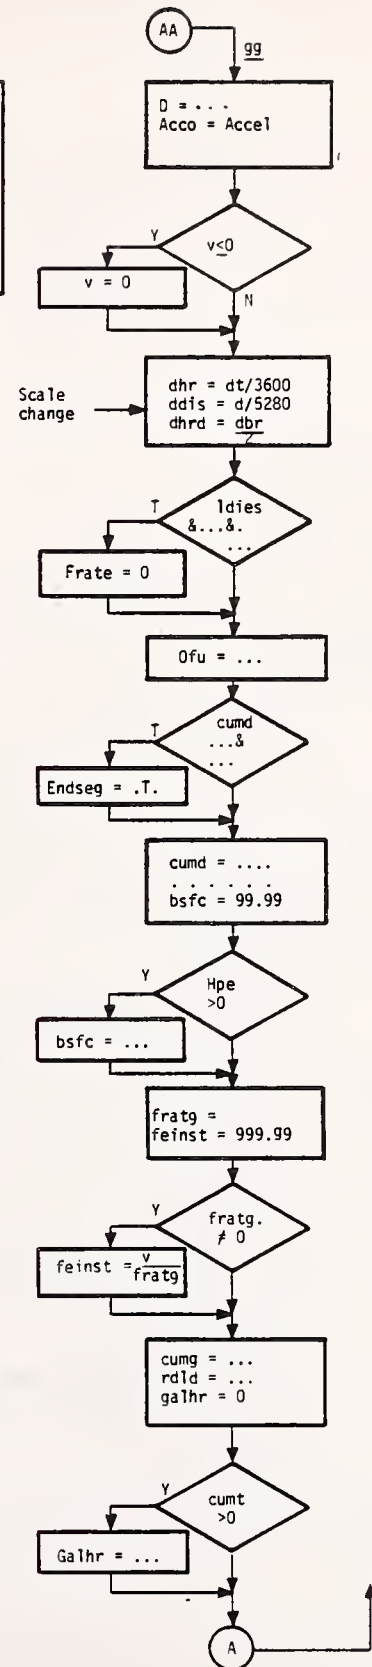 AA
gg
D = ...
Acco = Accel
Y
v≤0
v = 0
N
Scale
change
dhr = dt/3600
ddis = d/5280
dhrd = dbr
2
T
ldies
&...&.
...
Frate = 0
Ofu = ...
T
cumd
...&
...
Endseg = .T.
cumd = ....
. . . . . .
bsfc = 99.99
Y
Hpe
>0
bsfc = ...
fratg =
feinst = 999.99
Y
fratg.
≠ 0
feinst = v
fratg
cumg = ...
rdld = ...
galhr = 0
Y
cumt
>0
Galhr = ...
A